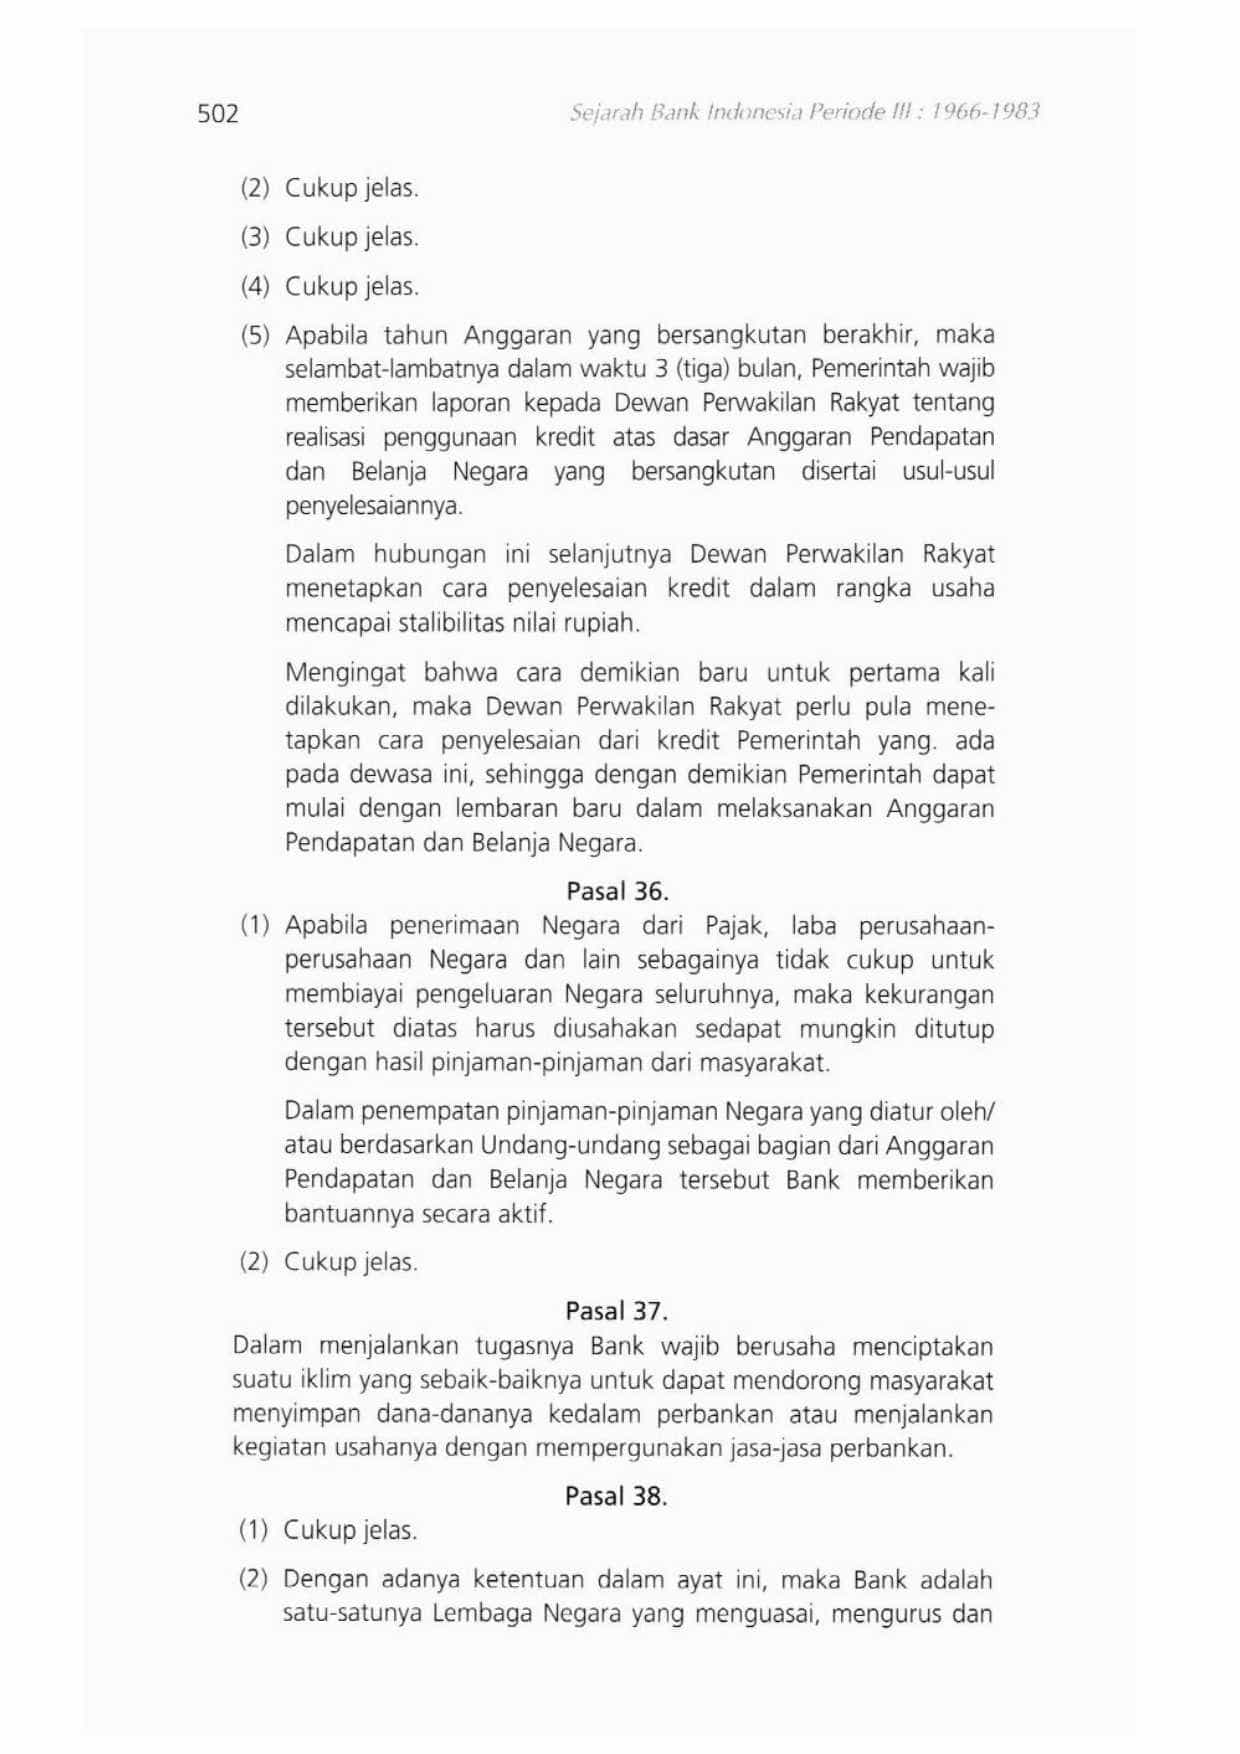 502
Sejarah Bank Indonesia Periode III : 1966-1983
(2) Cukup jelas.
(3) Cukup jelas.
(4) Cukup jelas.
(5) Apabila tahun Anggaran yang bersangkutan berakhir, maka
selambat-lambatnya dalam waktu 3 (tiga) bulan, Pemerintah wajib
memberikan laporan kepada Dewan Perwakilan Rakyat tentang
realisasi penggunaan kredit atas dasar Anggaran Pendapatan
dan Belanja Negara yang bersangkutan disertai usul-usul
penyelesaiannya.
Dalam hubungan ini selanjutnya Dewan Perwakilan Rakyat
menetapkan cara penyelesaian kredit dalam rangka usaha
mencapai stalibilitas nilai rupiah.
Mengingat bahwa cara demikian baru untuk pertama kali
dilakukan, maka Dewan Perwakilan Rakyat perlu pula mene-
tapkan cara penyelesaian dari kredit Pemerintah yang. ada
pada dewasa ini, sehingga dengan demikian Pemerintah dapat
mulai dengan lembaran baru dalam melaksanakan Anggaran
Pendapatan dan Belanja Negara.
Pasal 36.
(1) Apabila penerimaan Negara dari Pajak, laba perusahaan-
perusahaan Negara dan lain sebagainya tidak cukup untuk
membiayai pengeluaran Negara seluruhnya, maka kekurangan
tersebut diatas harus diusahakan sedapat mungkin ditutup
dengan hasil pinjaman-pinjaman dari masyarakat.
Dalam penempatan pinjaman-pinjaman Negara yang diatur oleh/
atau berdasarkan Undang-undang sebagai bagian dari Anggaran
Pendapatan dan Belanja Negara tersebut Bank memberikan
bantuannya secara aktif.
(2) Cukup jelas.
Pasal 37.
Dalam menjalankan tugasnya Bank wajib berusaha menciptakan
suatu iklim yang sebaik-baiknya untuk dapat mendorong masyarakat
menyimpan dana-dananya kedalam perbankan atau menjalankan
kegiatan usahanya dengan mempergunakan jasa-jasa perbankan.
Pasal 38.
(1) Cukup jelas.
(2) Dengan adanya ketentuan dalam ayat ini, maka Bank adalah
satu-satunya Lembaga Negara yang menguasai, mengurus dan